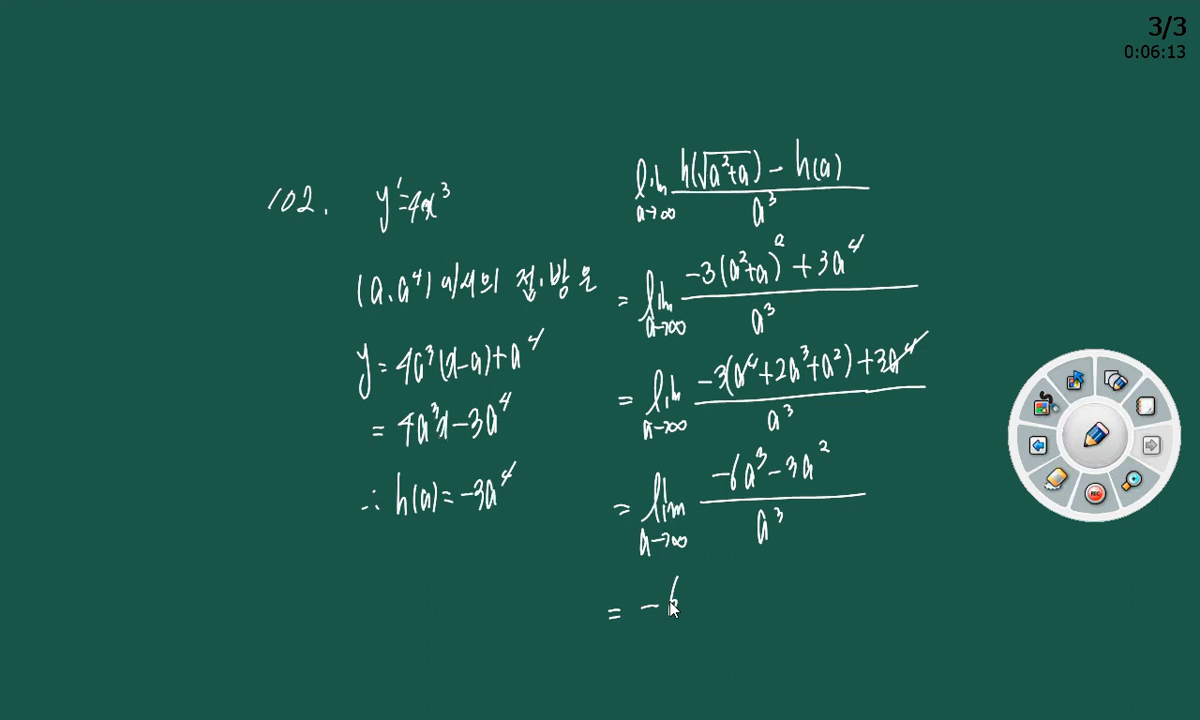 3/3
0:06:13
102. y'=4x³
(a, a⁴)에서의 접.방은
y = 4a³(x-a)+a⁴
= 4a³x-3a⁴
∴ h(a) = -3a⁴
lim a→∞ h(√(a²+a)) - h(a) / a³
= lim a→∞ -3(a²+a)² + 3a⁴ / a³
= lim a→∞ -3(a⁴+2a³+a²)+3a⁴ / a³
= lim a→∞ -6a³-3a² / a³
= -6
REC